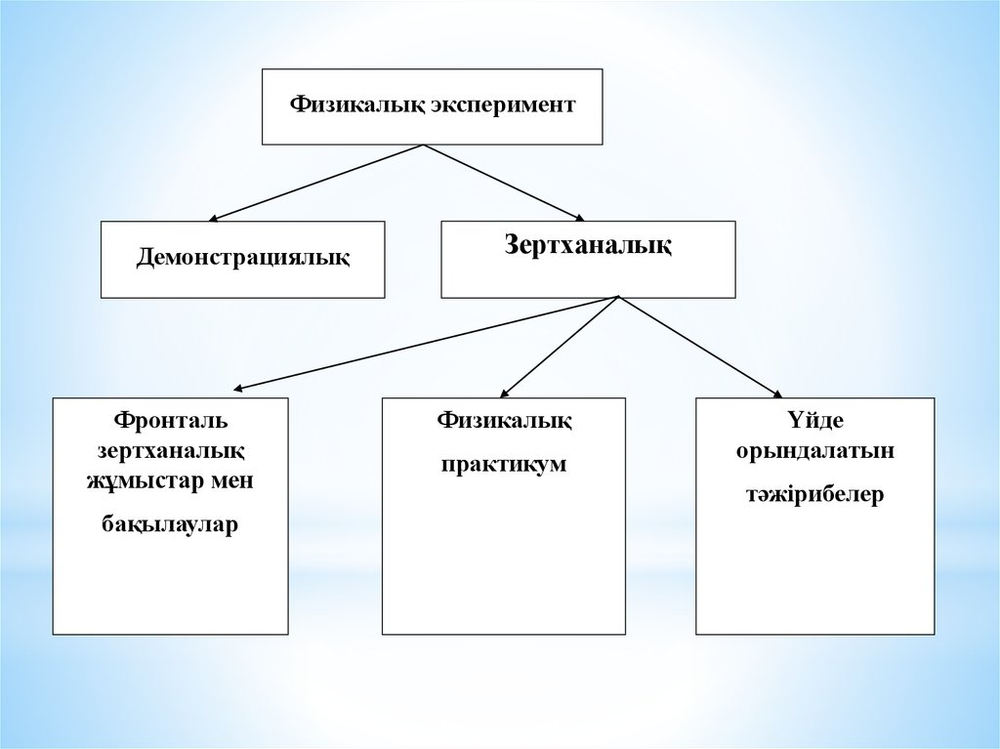 Физикалық эксперимент
Демонстрациялық
Зертханалық
Фронталь
зертханалық
жұмыстар мен
бақылаулар
Физикалық
практикум
Үйде
орындалатын
тәжірибелер